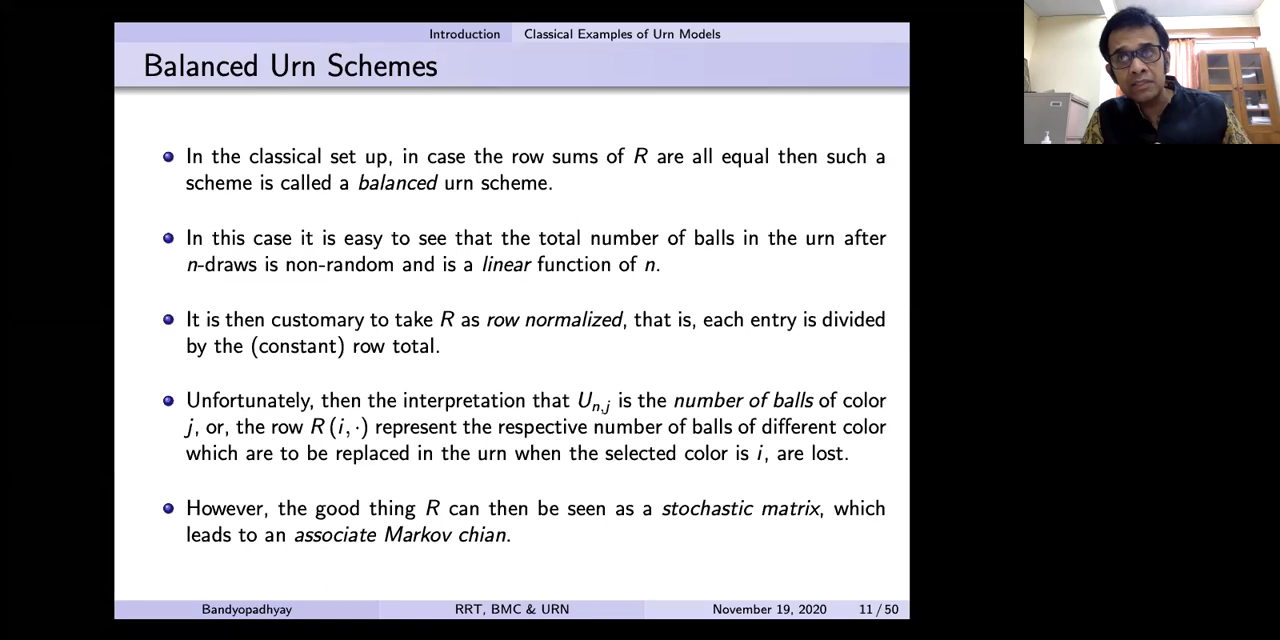 Introduction Classical Examples of Urn Models
Balanced Urn Schemes
In the classical set up, in case the row sums of R are all equal then such a
scheme is called a balanced urn scheme.
In this case it is easy to see that the total number of balls in the urn after
n-draws is non-random and is a linear function of n.
It is then customary to take R as row normalized, that is, each entry is divided
by the (constant) row total.
Unfortunately, then the interpretation that Un,j is the number of balls of color
j, or, the row R (i, ·) represent the respective number of balls of different color
which are to be replaced in the urn when the selected color is i, are lost.
However, the good thing R can then be seen as a stochastic matrix, which
leads to an associate Markov chian.
Bandyopadhyay RRT, BMC & URN November 19, 2020 11 / 50